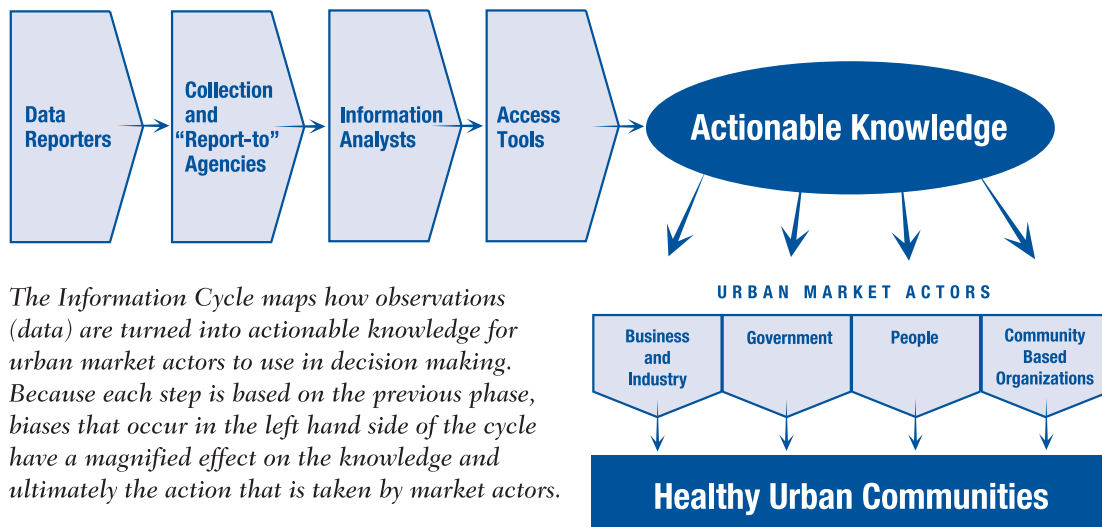 Data
Reporters
Collection
and
“Report-to”
Agencies
Information
Analysts
Access
Tools
Actionable Knowledge
The Information Cycle maps how observations
(data) are turned into actionable knowledge for
urban market actors to use in decision making.
Because each step is based on the previous phase,
biases that occur in the left hand side of the cycle
have a magnified effect on the knowledge and
ultimately the action that is taken by market actors.
URBAN MARKET ACTORS
Business
and
Industry
Government
People
Community
Based
Organizations
Healthy Urban Communities